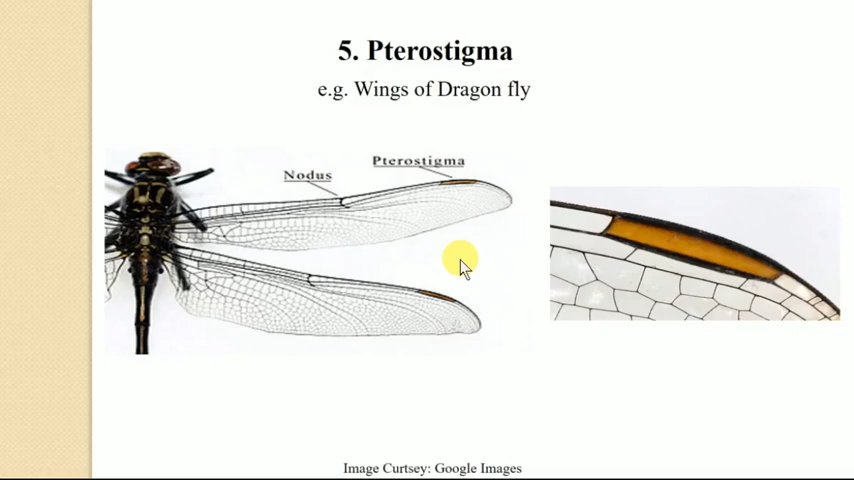 5. Pterostigma
e.g. Wings of Dragon fly
Pterostigma
Nodus
Image Curtsey: Google Images